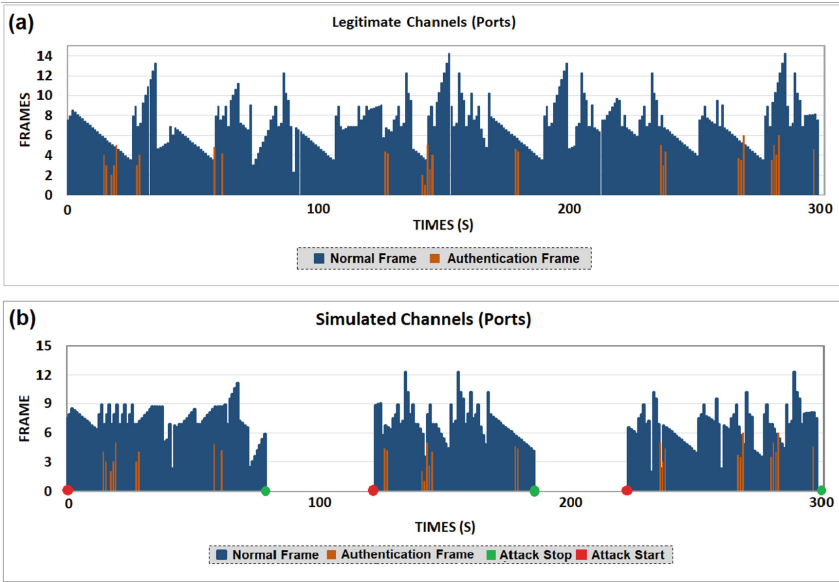 (a)
Legitimate Channels (Ports)
FRAMES
14
12
10
8
6
4
2
0
0 100 200 300
TIMES (S)
Normal Frame Authentication Frame
(b)
Simulated Channels (Ports)
FRAME
15
12
9
6
3
0
0 100 200 300
TIMES (S)
Normal Frame Authentication Frame Attack Stop Attack Start